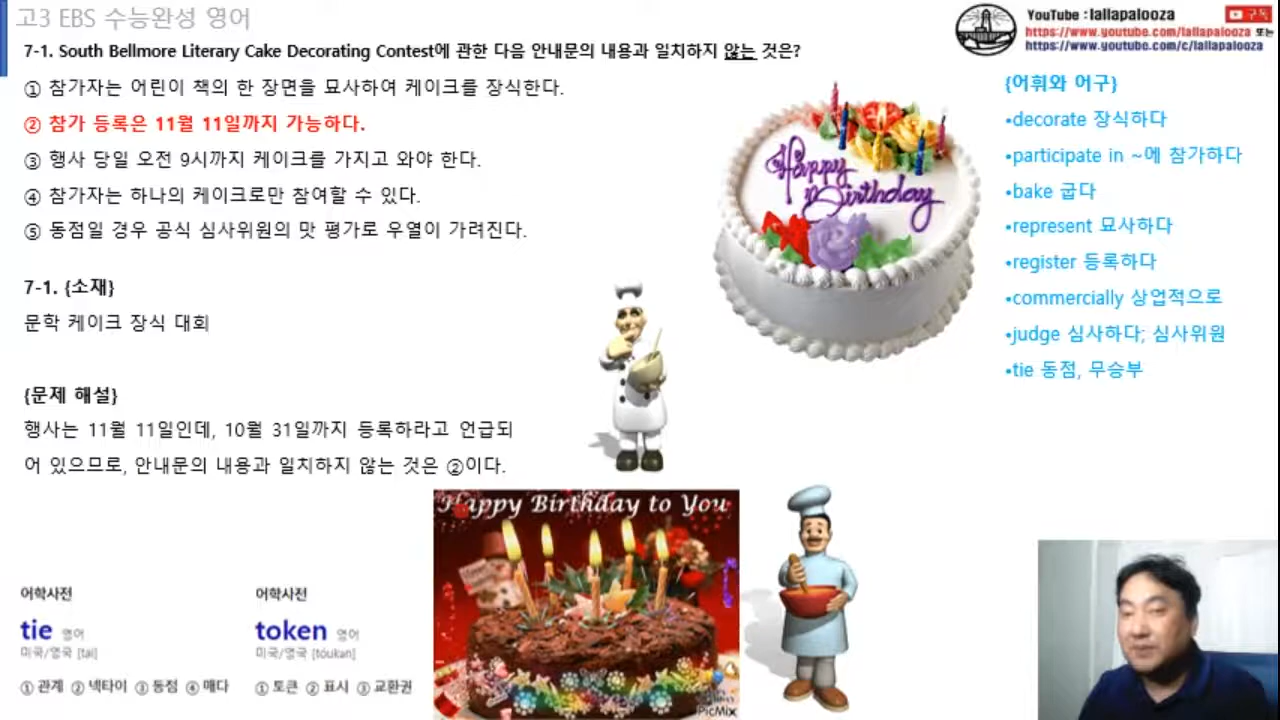 고3 EBS 수능완성 영어
YouTube : lallapalooza
구독
https://www.youtube.com/lallapalooza 또는
https://www.youtube.com/c/lallapalooza
7-1. South Bellmore Literary Cake Decorating Contest에 관한 다음 안내문의 내용과 일치하지 않는 것은?
① 참가자는 어린이 책의 한 장면을 묘사하여 케이크를 장식한다.
② 참가 등록은 11월 11일까지 가능하다.
③ 행사 당일 오전 9시까지 케이크를 가지고 와야 한다.
④ 참가자는 하나의 케이크로만 참여할 수 있다.
⑤ 동점일 경우 공식 심사위원의 맛 평가로 우열이 가려진다.
7-1. {소재}
문학 케이크 장식 대회
{문제 해설}
행사는 11월 11일인데, 10월 31일까지 등록하라고 언급되
어 있으므로, 안내문의 내용과 일치하지 않는 것은 ②이다.
{어휘와 어구}
•decorate 장식하다
•participate in ~에 참가하다
•bake 굽다
•represent 묘사하다
•register 등록하다
•commercially 상업적으로
•judge 심사하다; 심사위원
•tie 동점, 무승부
Happy
Birthday
Happy Birthday to You
PicMix
어학사전
tie 영어
미국/영국 [tai]
① 관계 ② 넥타이 ③ 동점 ④ 매다
어학사전
token 영어
미국/영국 [toukan]
① 토큰 ② 표시 ③ 교환권